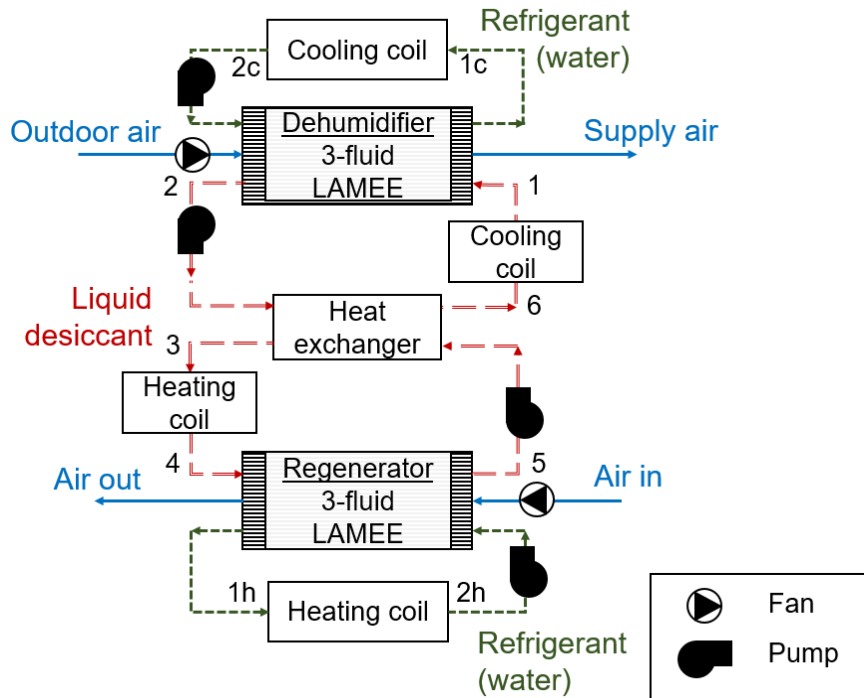 Refrigerant
(water)
Cooling coil
2c
1c
Outdoor air
Dehumidifier
3-fluid
LAMEE
Supply air
2
1
Cooling
coil
6
Liquid
desiccant
Heat
exchanger
3
Heating
coil
4
5
Air out
Regenerator
3-fluid
LAMEE
Air in
1h
Heating coil
2h
Refrigerant
(water)
Fan
Pump